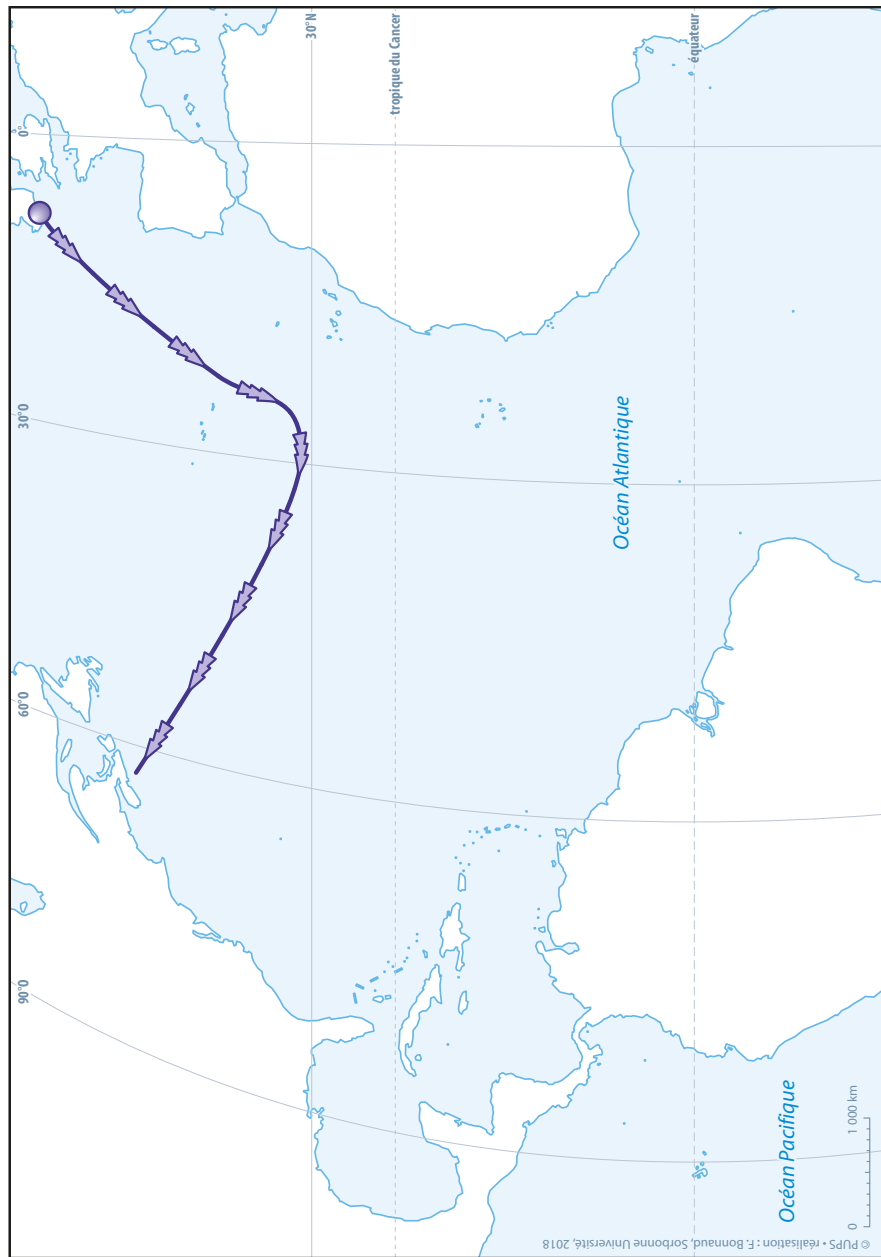 0°
30°O
60°O
90°O
30°N
tropique du Cancer
équateur
Océan Atlantique
Océan Pacifique
0 1 000 km
© PUPS • réalisation : F. Bonnaud, Sorbonne Université, 2018